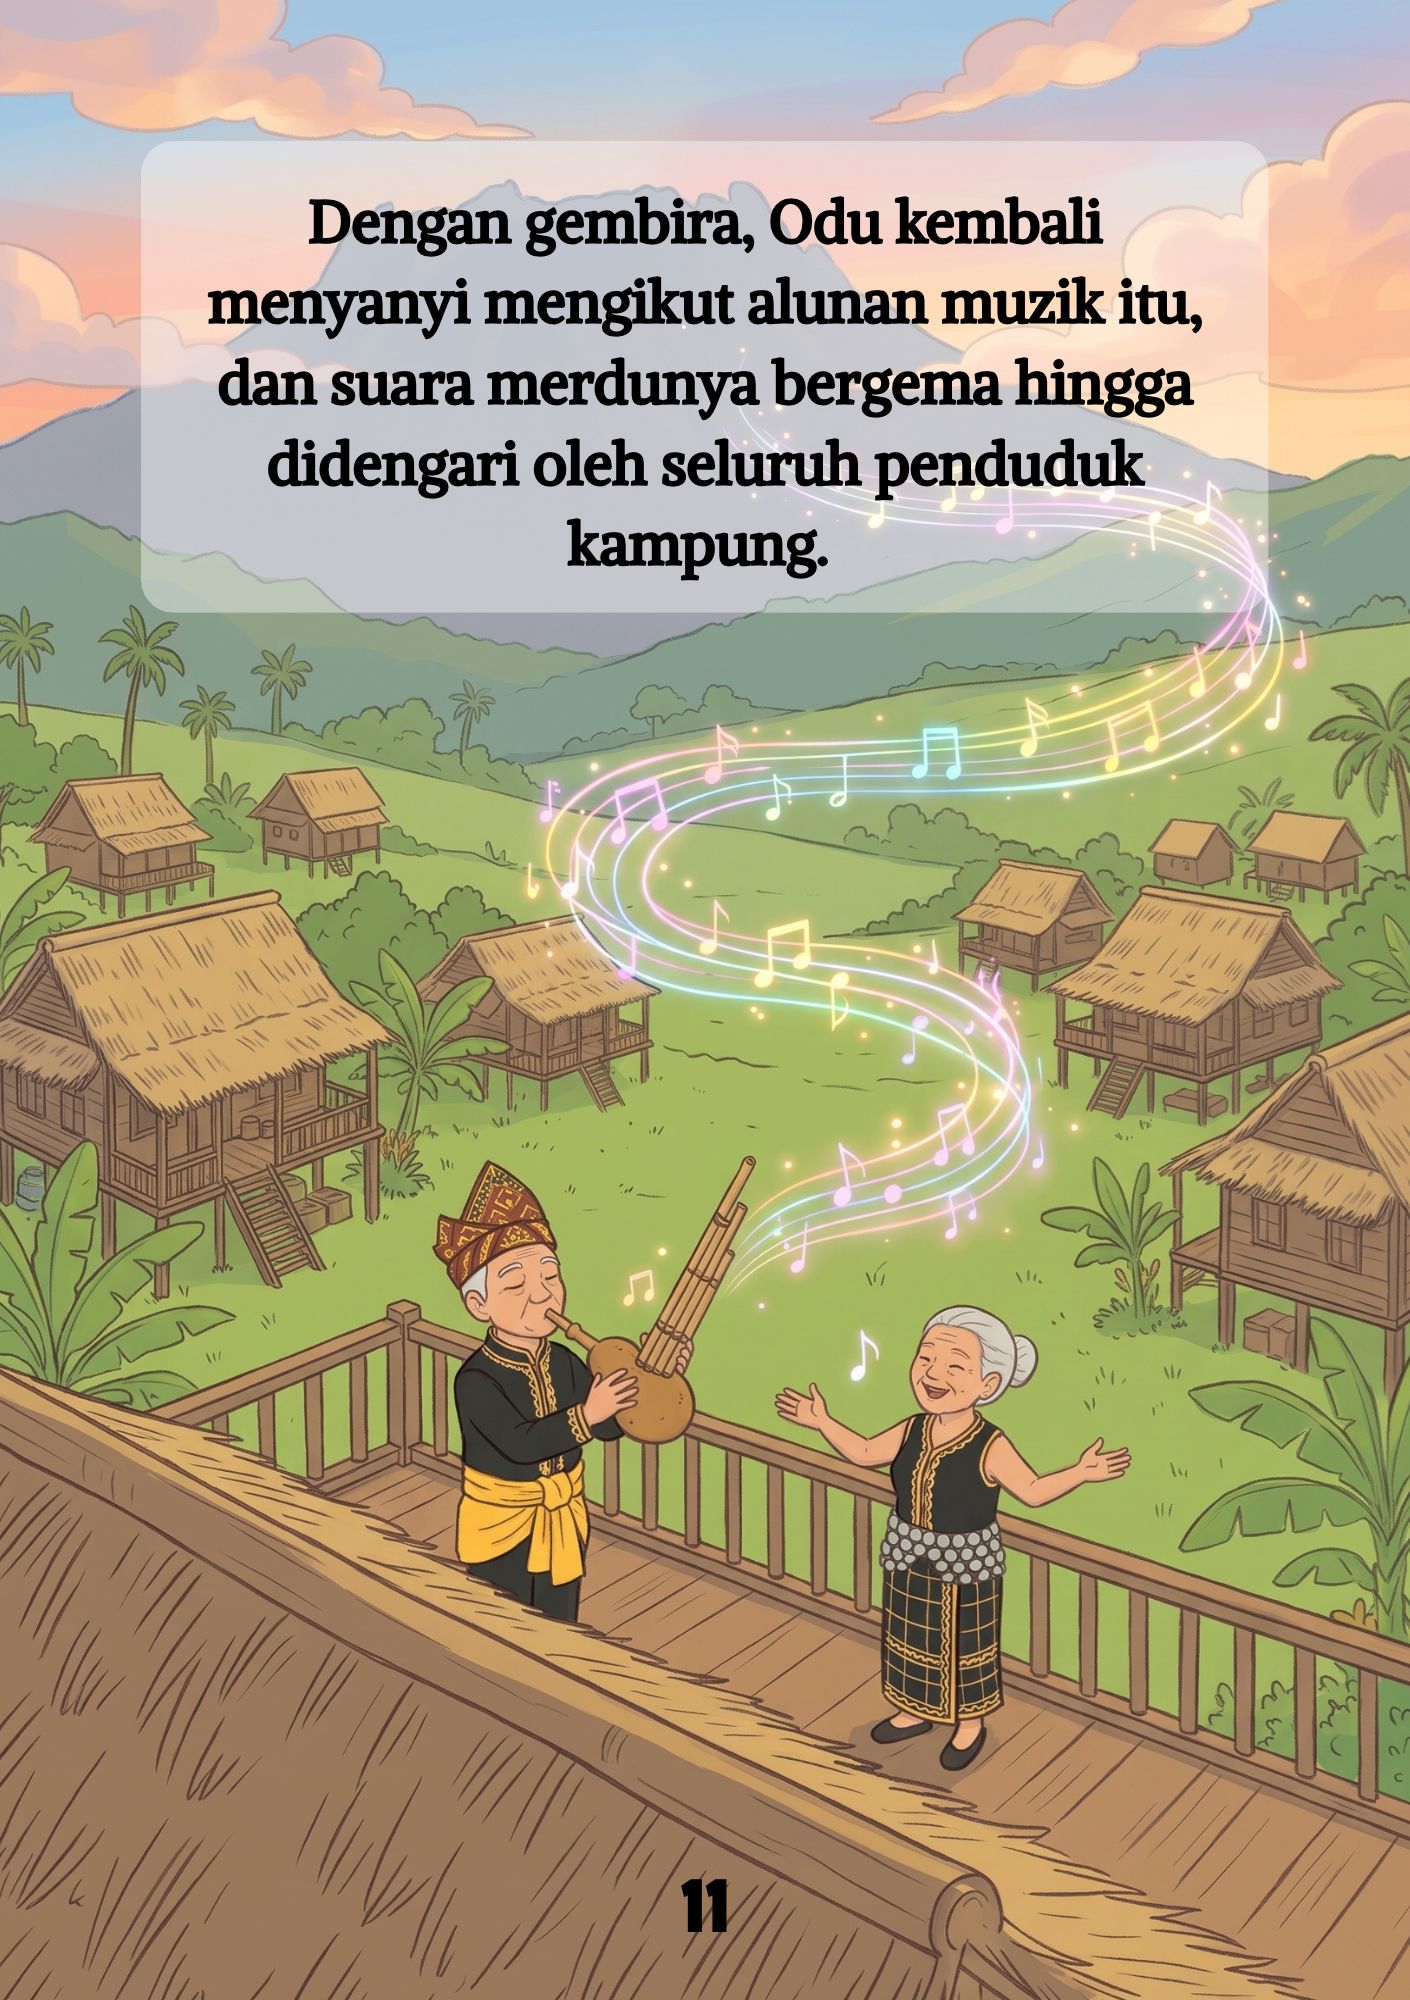 Dengan gembira, Odu kembali
menyanyi mengikut alunan muzik itu,
dan suara merdunya bergema hingga
didengari oleh seluruh penduduk
kampung.
11